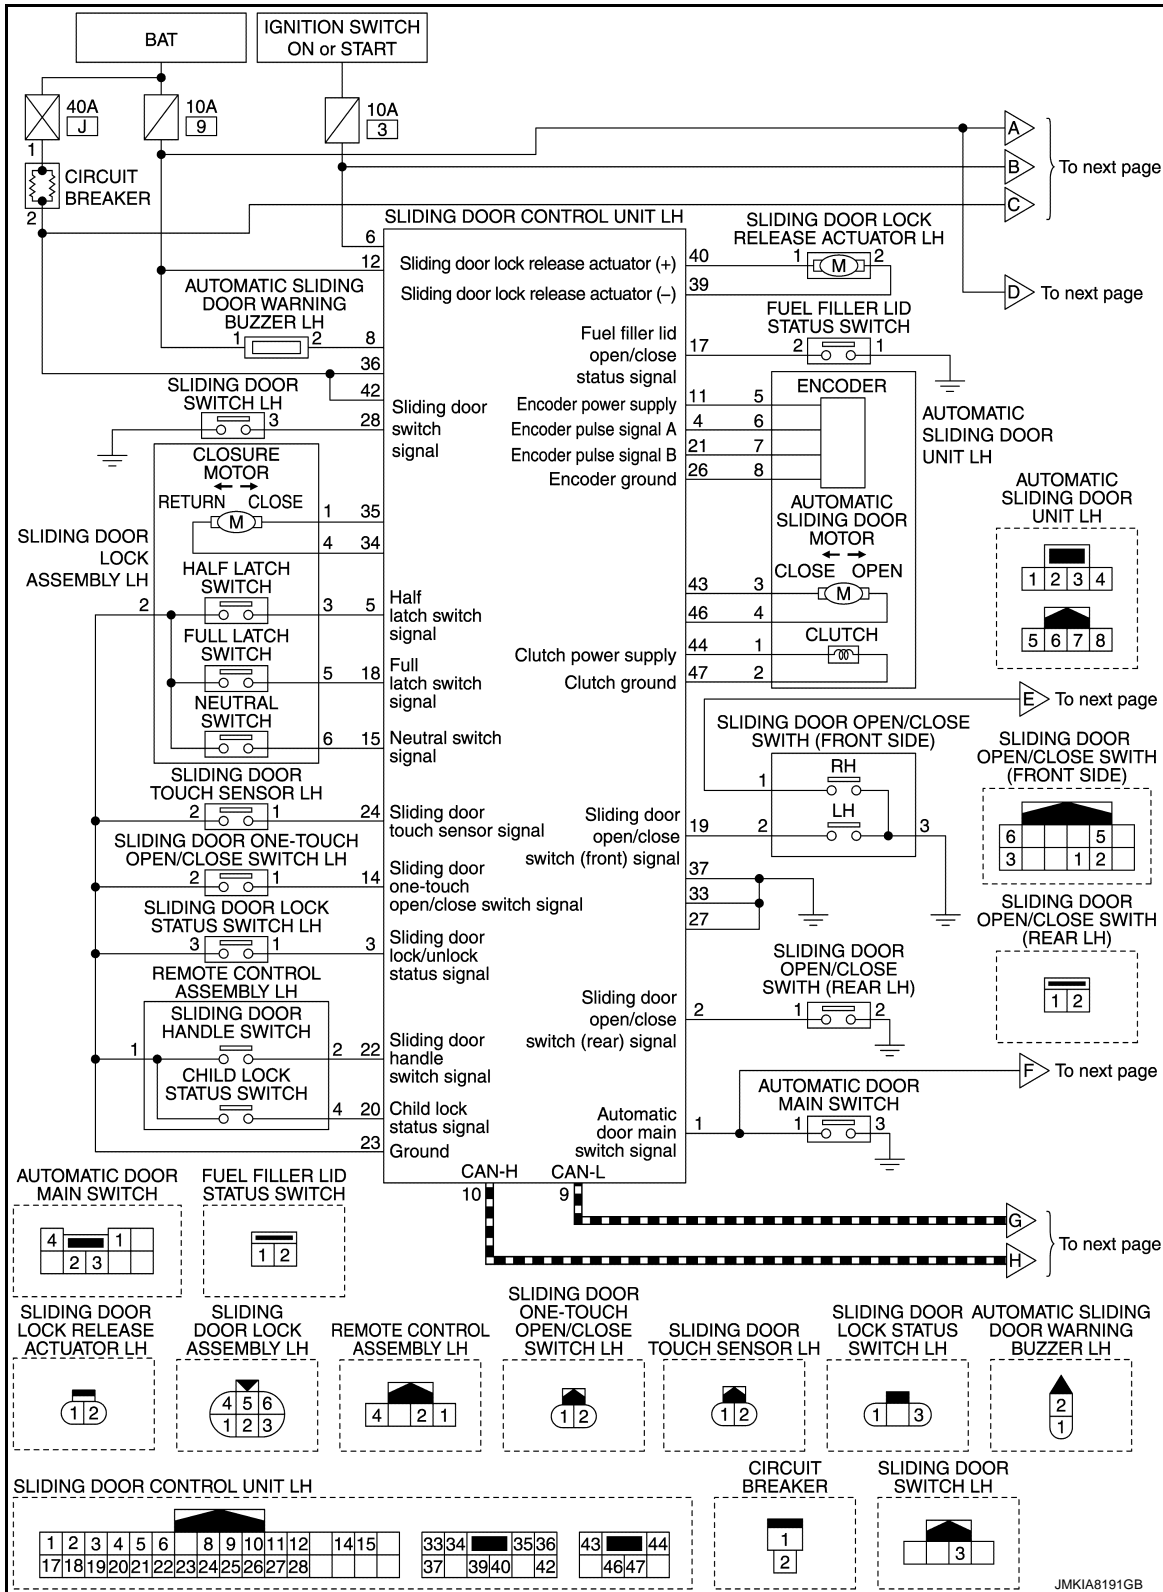 BAT
IGNITION SWITCH
ON or START
40A
J
10A
9
10A
3
1
CIRCUIT
BREAKER
2
A
B
C
To next page
D
To next page
SLIDING DOOR CONTROL UNIT LH
6
12
AUTOMATIC SLIDING
DOOR WARNING
BUZZER LH
1
2
8
36
42
SLIDING DOOR
SWITCH LH
3
28
Sliding door
switch
signal
CLOSURE
MOTOR
RETURN
CLOSE
M
1
35
4
34
SLIDING DOOR
LOCK
ASSEMBLY LH
HALF LATCH
SWITCH
2
3
5
Half
latch switch
signal
FULL LATCH
SWITCH
5
18
Full
latch switch
signal
NEUTRAL
SWITCH
6
15
Neutral switch
signal
SLIDING DOOR
TOUCH SENSOR LH
2
1
24
Sliding door
touch sensor signal
SLIDING DOOR ONE-TOUCH
OPEN/CLOSE SWITCH LH
2
1
14
Sliding door
one-touch
open/close switch signal
SLIDING DOOR LOCK
STATUS SWITCH LH
3
1
3
Sliding door
lock/unlock
status signal
REMOTE CONTROL
ASSEMBLY LH
SLIDING DOOR
HANDLE SWITCH
1
2
22
Sliding door
handle
switch signal
CHILD LOCK
STATUS SWITCH
4
20
Child lock
status signal
23
Ground
Sliding door lock release actuator (+)
40
SLIDING DOOR LOCK
RELEASE ACTUATOR LH
1
M
2
Sliding door lock release actuator (–)
39
FUEL FILLER LID
STATUS SWITCH
Fuel filler lid
open/close
status signal
17
2
1
ENCODER
Encoder power supply
11
5
Encoder pulse signal A
4
6
Encoder pulse signal B
21
7
Encoder ground
26
8
AUTOMATIC
SLIDING DOOR
UNIT LH
AUTOMATIC
SLIDING DOOR
MOTOR
CLOSE
OPEN
43
3
M
46
4
CLUTCH
Clutch power supply
44
1
Clutch ground
47
2
AUTOMATIC
SLIDING DOOR
UNIT LH
1 2 3 4
5 6 7 8
E
To next page
SLIDING DOOR OPEN/CLOSE
SWITH (FRONT SIDE)
RH
1
LH
Sliding door
open/close
switch (front) signal
19
2
3
37
33
27
SLIDING DOOR
OPEN/CLOSE SWITH
(FRONT SIDE)
6 5
3 1 2
SLIDING DOOR
OPEN/CLOSE SWITH
(REAR LH)
1 2
SLIDING DOOR
OPEN/CLOSE
SWITH (REAR LH)
Sliding door
open/close
switch (rear) signal
2
1
2
F
To next page
AUTOMATIC DOOR
MAIN SWITCH
Automatic
door main
switch signal
1
1
3
CAN-H
CAN-L
10
9
G
H
To next page
AUTOMATIC DOOR
MAIN SWITCH
4 1
2 3
FUEL FILLER LID
STATUS SWITCH
1 2
SLIDING DOOR
LOCK RELEASE
ACTUATOR LH
1 2
SLIDING
DOOR LOCK
ASSEMBLY LH
4 5 6
1 2 3
REMOTE CONTROL
ASSEMBLY LH
4 2 1
SLIDING DOOR
ONE-TOUCH
OPEN/CLOSE
SWITCH LH
1 2
SLIDING DOOR
TOUCH SENSOR LH
1 2
SLIDING DOOR
LOCK STATUS
SWITCH LH
1 3
AUTOMATIC SLIDING
DOOR WARNING
BUZZER LH
2
1
SLIDING DOOR CONTROL UNIT LH
1 2 3 4 5 6 8 9 10 11 12 14 15
17 18 19 20 21 22 23 24 25 26 27 28
33 34 35 36
37 39 40 42
43 44
46 47
CIRCUIT
BREAKER
1
2
SLIDING DOOR
SWITCH LH
3
JMKIA8191GB